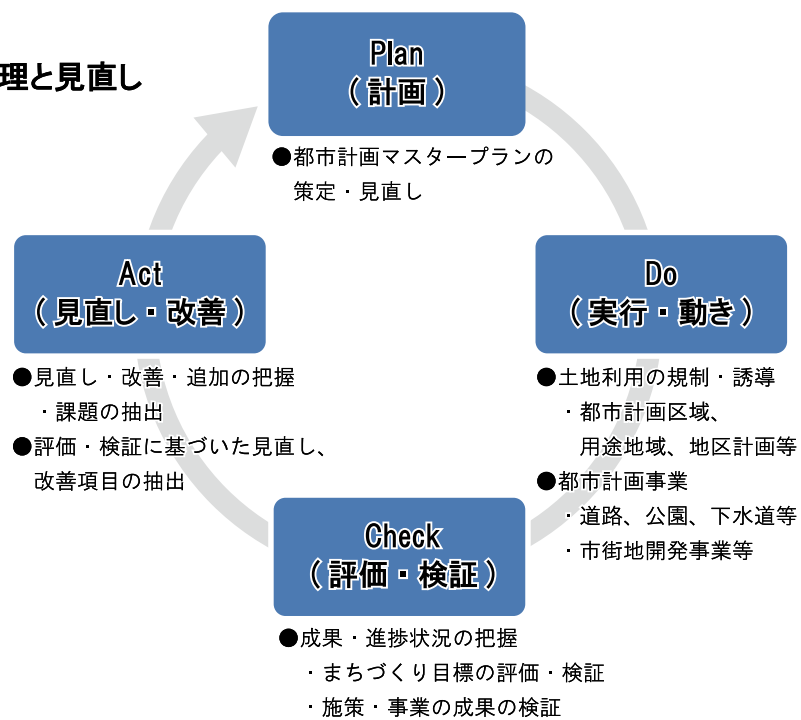 理と見直し
Plan
（計画）
●都市計画マスタープランの
策定・見直し
Act
（見直し・改善）
●見直し・改善・追加の把握
・課題の抽出
●評価・検証に基づいた見直し、
改善項目の抽出
Do
（実行・動き）
●土地利用の規制・誘導
・都市計画区域、
用途地域、地区計画等
●都市計画事業
・道路、公園、下水道等
・市街地開発事業等
Check
（評価・検証）
●成果・進捗状況の把握
・まちづくり目標の評価・検証
・施策・事業の成果の検証